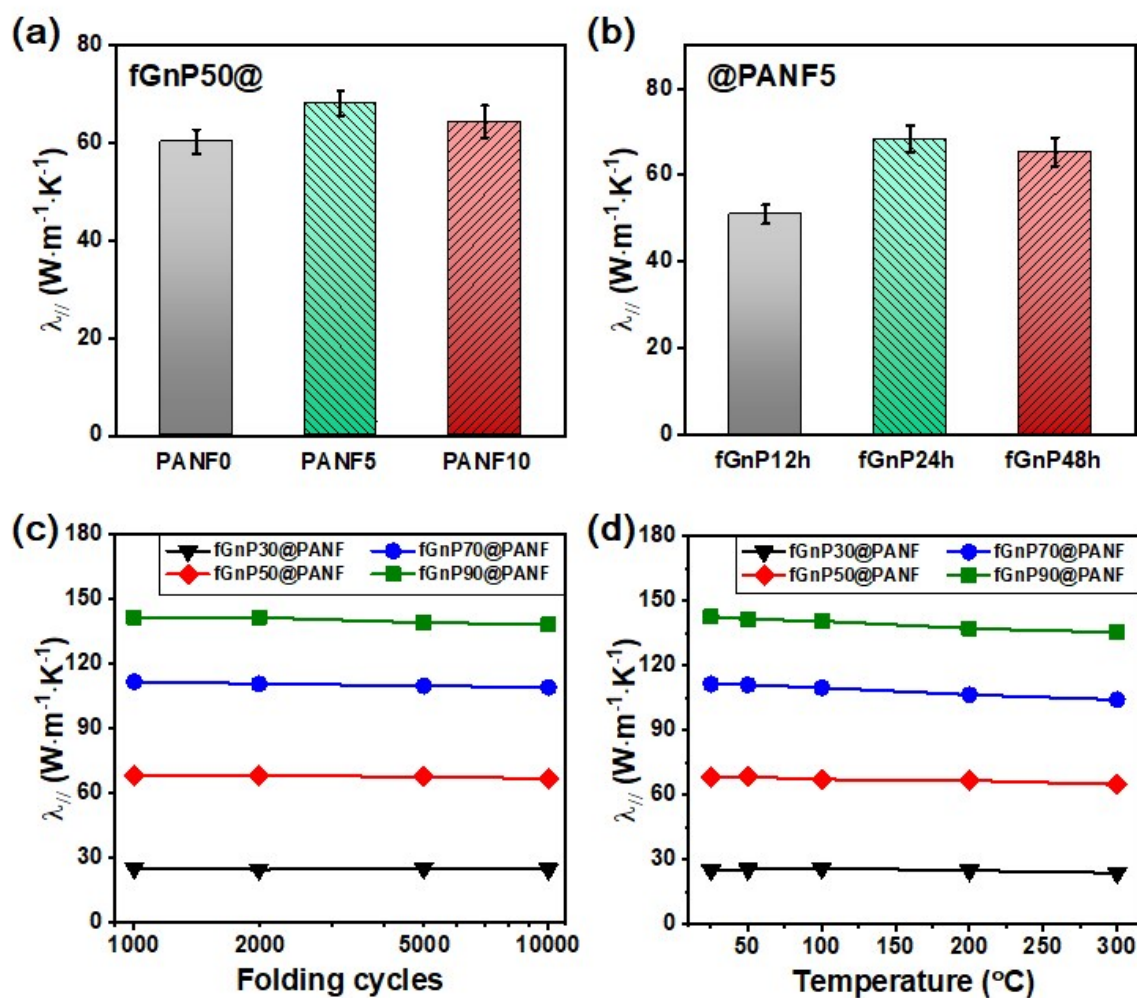 (a)
fGnP50@
λ// (W·m⁻¹·K⁻¹)
80
60
40
20
0
PANF0 PANF5 PANF10
(b)
@PANF5
λ// (W·m⁻¹·K⁻¹)
80
60
40
20
0
fGnP12h fGnP24h fGnP48h
(c)
fGnP30@PANF fGnP70@PANF
fGnP50@PANF fGnP90@PANF
λ// (W·m⁻¹·K⁻¹)
180
150
120
90
60
30
0
1000 2000 5000 10000
Folding cycles
(d)
fGnP30@PANF fGnP70@PANF
fGnP50@PANF fGnP90@PANF
λ// (W·m⁻¹·K⁻¹)
180
150
120
90
60
30
0
50 100 150 200 250 300
Temperature (°C)